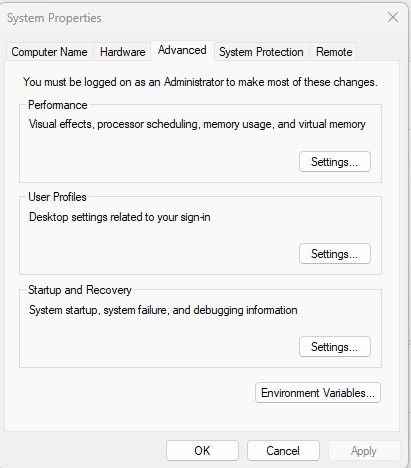 System Properties
Computer Name Hardware Advanced System Protection Remote
You must be logged on as an Administrator to make most of these changes.
Performance
Visual effects, processor scheduling, memory usage, and virtual memory
Settings...
User Profiles
Desktop settings related to your sign-in
Settings...
Startup and Recovery
System startup, system failure, and debugging information
Settings...
Environment Variables...
OK Cancel Apply